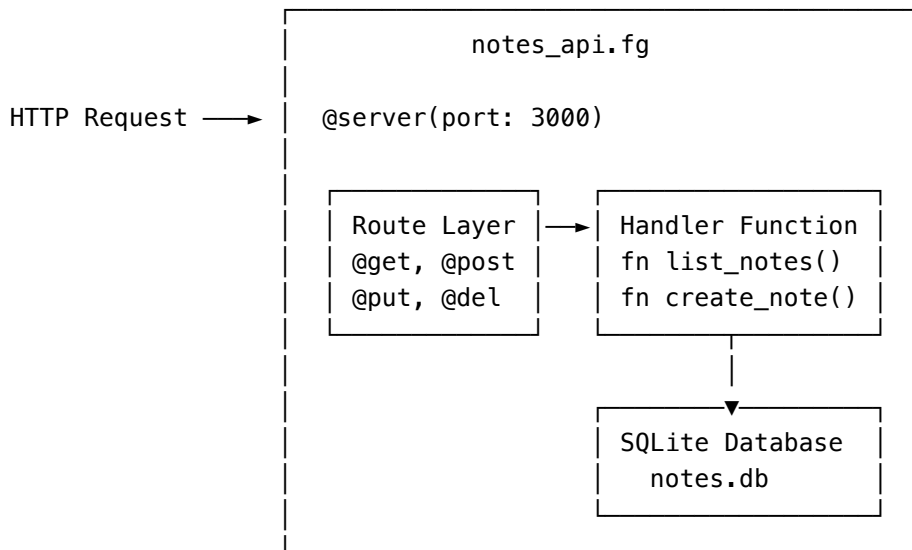 notes_api.fg
HTTP Request
@server(port: 3000)
Route Layer
@get, @post
@put, @del
Handler Function
fn list_notes()
fn create_note()
SQLite Database
notes.db